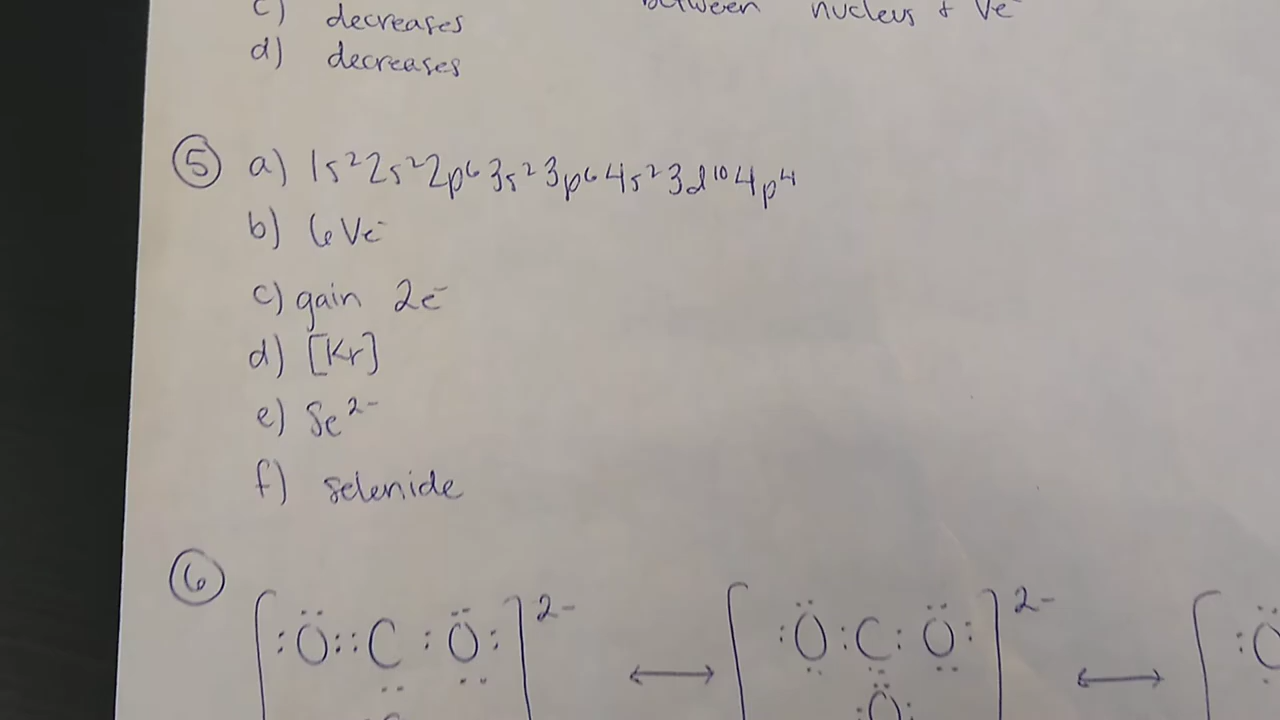 c) decreases between nucleus + Ve⁻
d) decreases
⑤ a) 1s²2s²2p⁶3s²3p⁶4s²3d¹⁰4p⁴
b) 6Ve⁻
c) gain 2e⁻
d) [Kr]
e) Se²⁻
f) selenide
⑥
[:Ö::C:Ö:]²⁻ ⟷ [:Ö:C:Ö:]²⁻ ⟷ [:Ö
Ö: